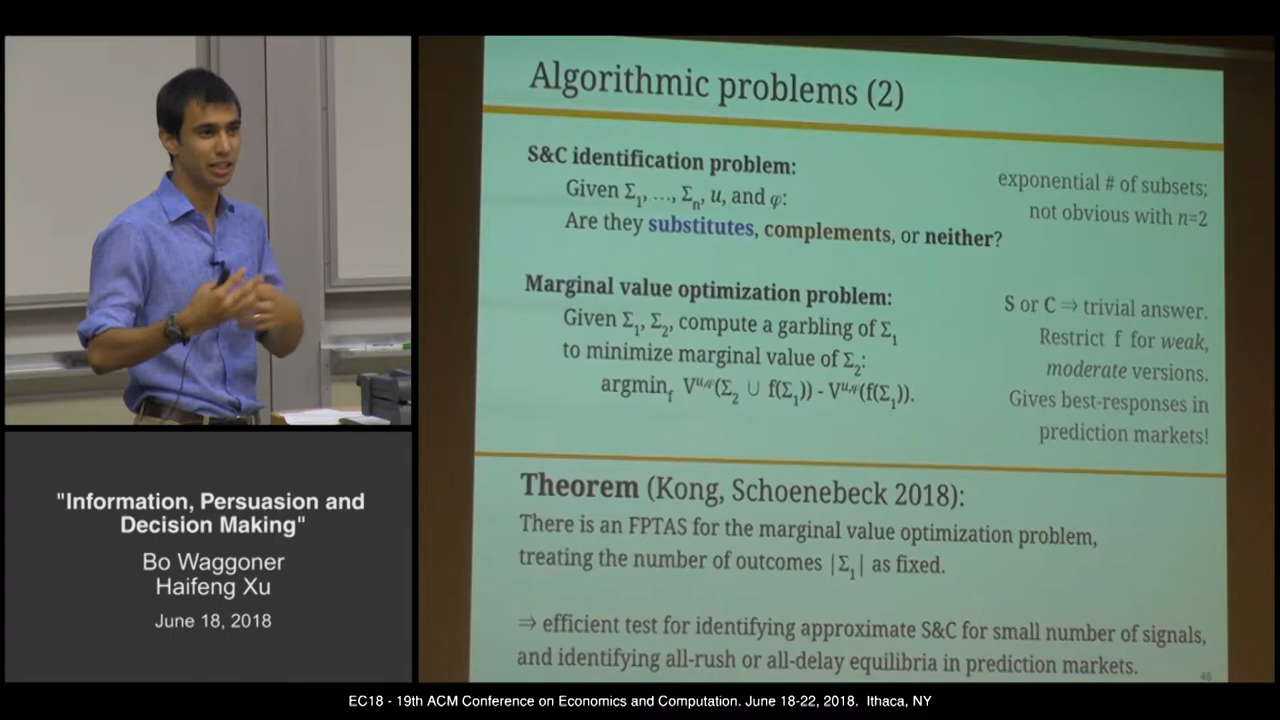 Algorithmic problems (2)
S&C identification problem:
Given Σ1, …, Σn, u, and φ:
Are they substitutes, complements, or neither?
exponential # of subsets;
not obvious with n=2
Marginal value optimization problem:
Given Σ1, Σ2, compute a garbling of Σ1
to minimize marginal value of Σ2:
argminf Vu,φ(Σ2 ∪ f(Σ1)) - Vu,φ(f(Σ1)).
S or C ⇒ trivial answer.
Restrict f for weak,
moderate versions.
Gives best-responses in
prediction markets!
Theorem (Kong, Schoenebeck 2018):
There is an FPTAS for the marginal value optimization problem,
treating the number of outcomes |Σ1| as fixed.
⇒ efficient test for identifying approximate S&C for small number of signals,
and identifying all-rush or all-delay equilibria in prediction markets.
46
"Information, Persuasion and
Decision Making"
Bo Waggoner
Haifeng Xu
June 18, 2018
EC18 - 19th ACM Conference on Economics and Computation. June 18-22, 2018. Ithaca, NY